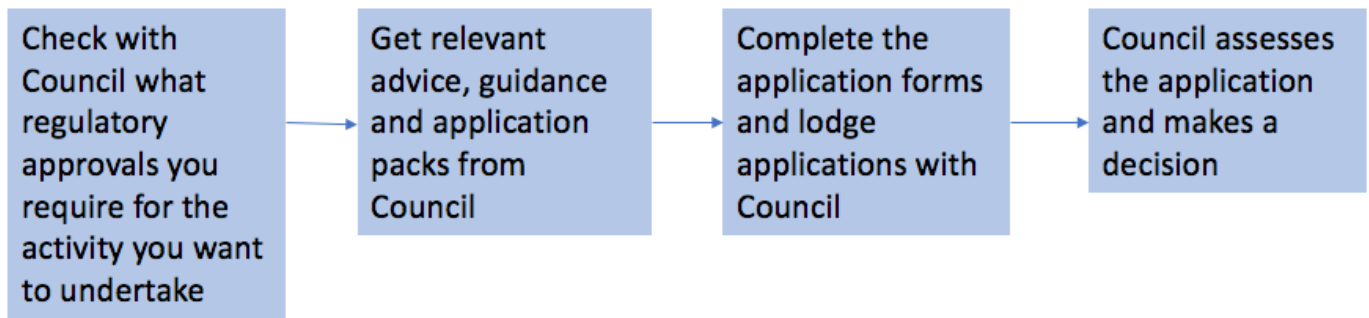 Check with
Council what
regulatory
approvals you
require for the
activity you want
to undertake
Get relevant
advice, guidance
and application
packs from
Council
Complete the
application forms
and lodge
applications with
Council
Council assesses
the application
and makes a
decision